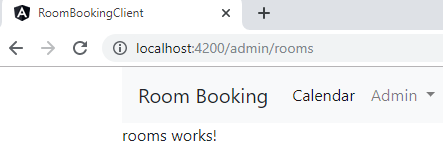 RoomBookingClient
localhost:4200/admin/rooms
Room Booking Calendar Admin
rooms works!